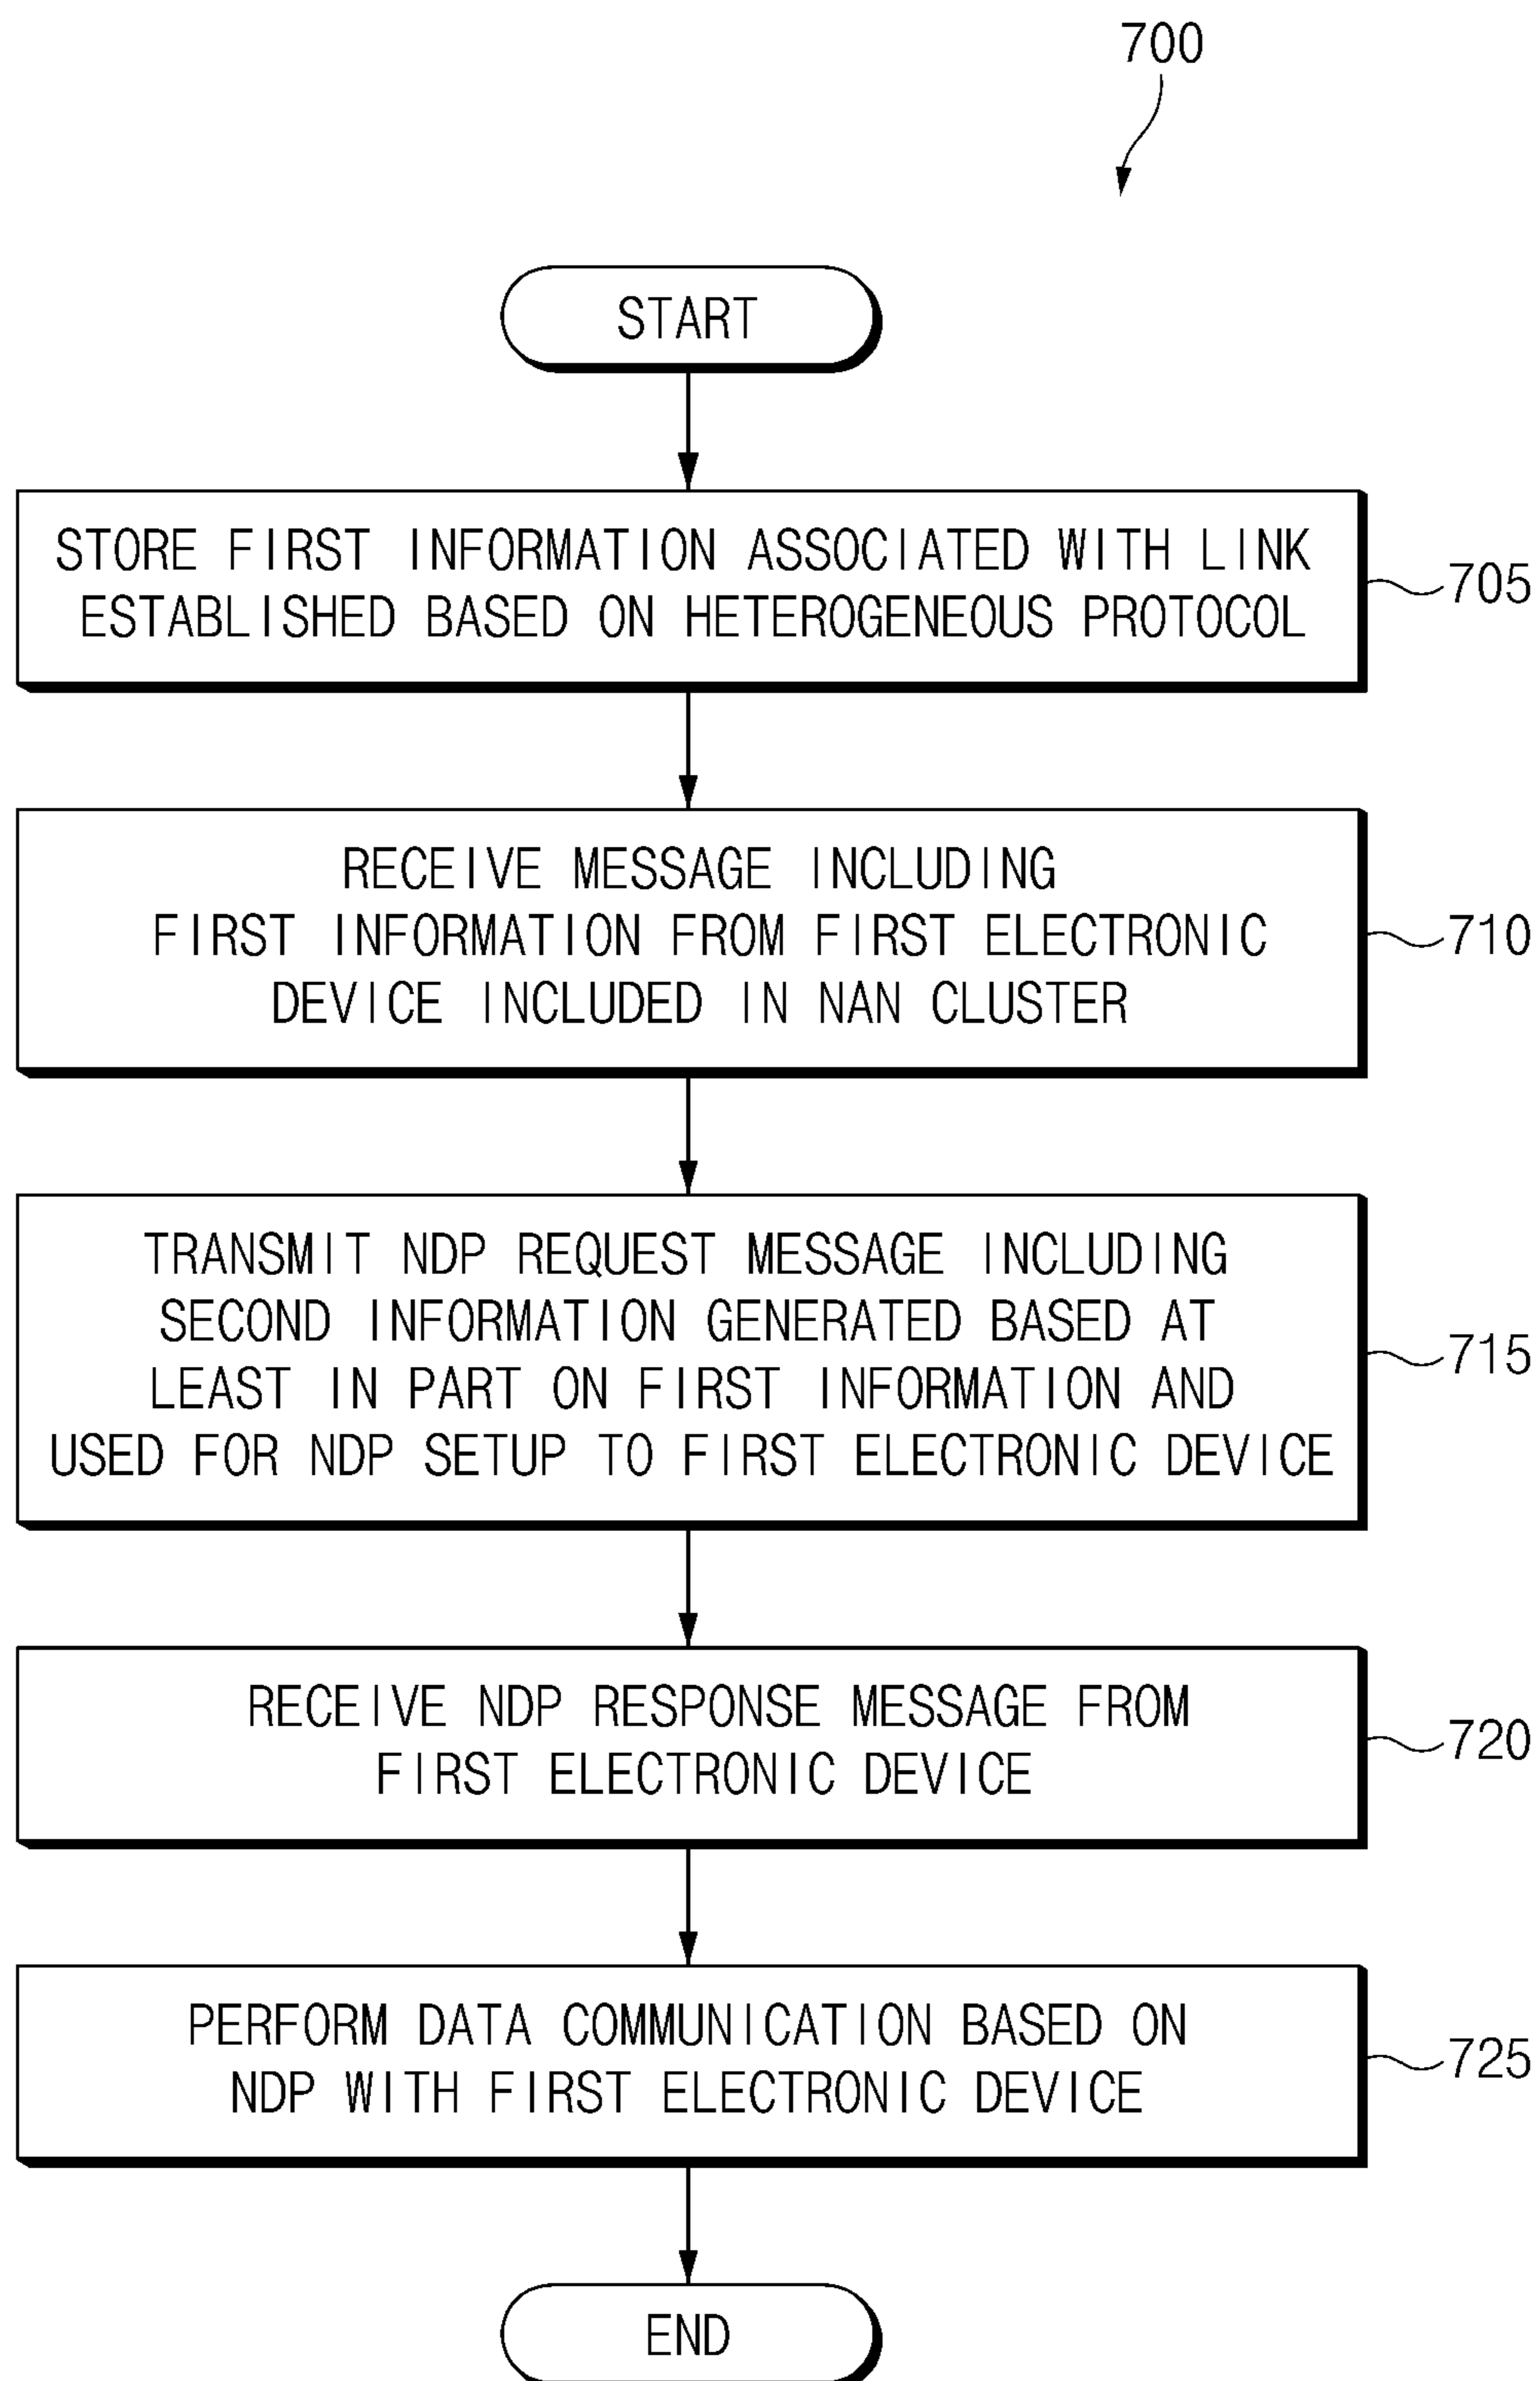 700
START
STORE FIRST INFORMATION ASSOCIATED WITH LINK
ESTABLISHED BASED ON HETEROGENEOUS PROTOCOL
705
RECEIVE MESSAGE INCLUDING
FIRST INFORMATION FROM FIRST ELECTRONIC
DEVICE INCLUDED IN NAN CLUSTER
710
TRANSMIT NDP REQUEST MESSAGE INCLUDING
SECOND INFORMATION GENERATED BASED AT
LEAST IN PART ON FIRST INFORMATION AND
USED FOR NDP SETUP TO FIRST ELECTRONIC DEVICE
715
RECEIVE NDP RESPONSE MESSAGE FROM
FIRST ELECTRONIC DEVICE
720
PERFORM DATA COMMUNICATION BASED ON
NDP WITH FIRST ELECTRONIC DEVICE
725
END